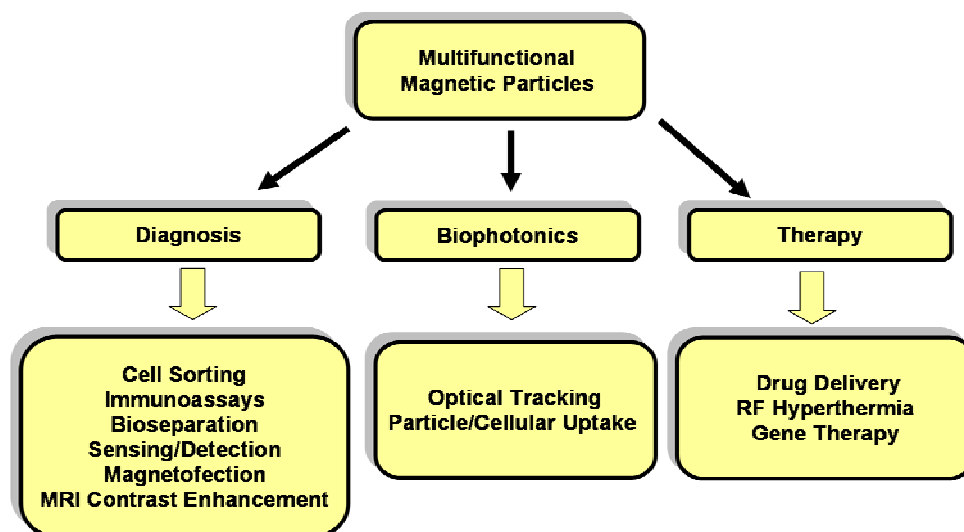 Multifunctional
Magnetic Particles
Diagnosis
Biophotonics
Therapy
Cell Sorting
Immunoassays
Bioseparation
Sensing/Detection
Magnetofection
MRI Contrast Enhancement
Optical Tracking
Particle/Cellular Uptake
Drug Delivery
RF Hyperthermia
Gene Therapy